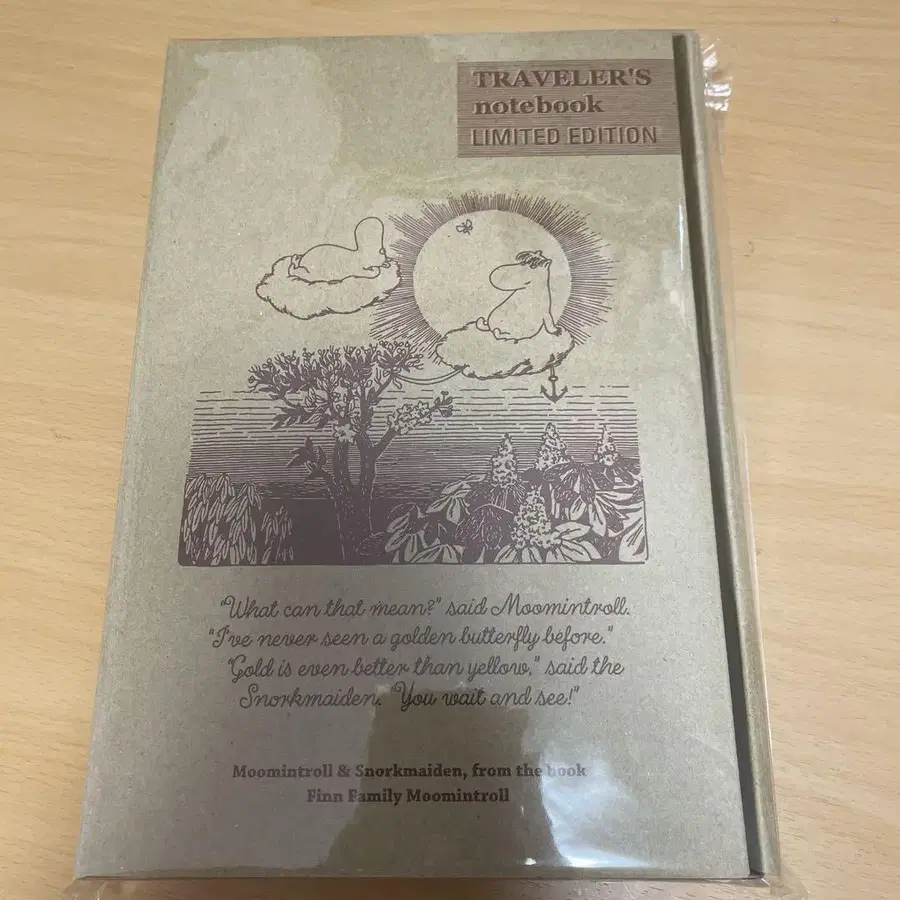 TRAVELER'S
notebook
LIMITED EDITION
"What can that mean?" said Moomintroll.
"I've never seen a golden butterfly before."
"Gold is even better than yellow," said the
Snorkmaiden. "You wait and see!"
Moomintroll & Snorkmaiden, from the book
Finn Family Moomintroll